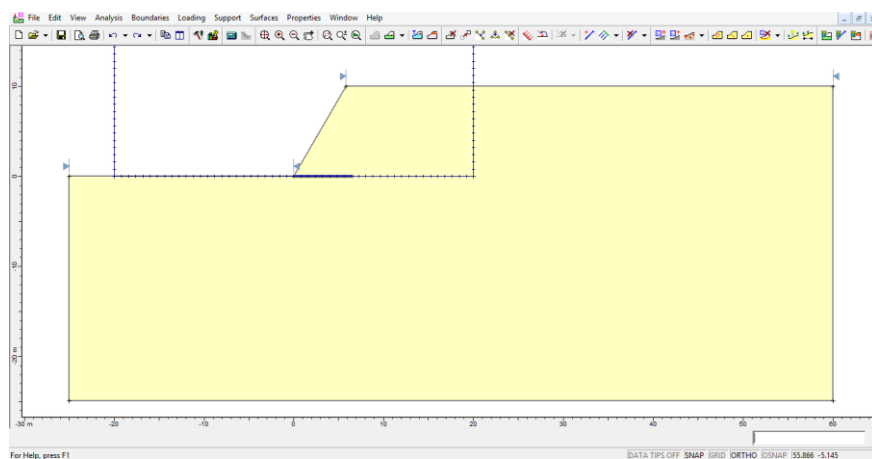 File Edit View Analysis Boundaries Loading Support Surfaces Properties Window Help
10
0
-10
-20 m
-30 m -20 -10 0 10 20 30 40 50 60
For Help, press F1
DATA TIPS OFF SNAP GRID ORTHO OSNAP 55.866 -5.145